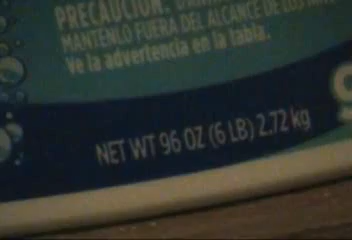 PRECAUCIÓN:
MANTENLO FUERA DEL ALCANCE DE LOS
Ve la advertencia en la tabla.
NET WT 96 OZ (6 LB) 2.72 kg